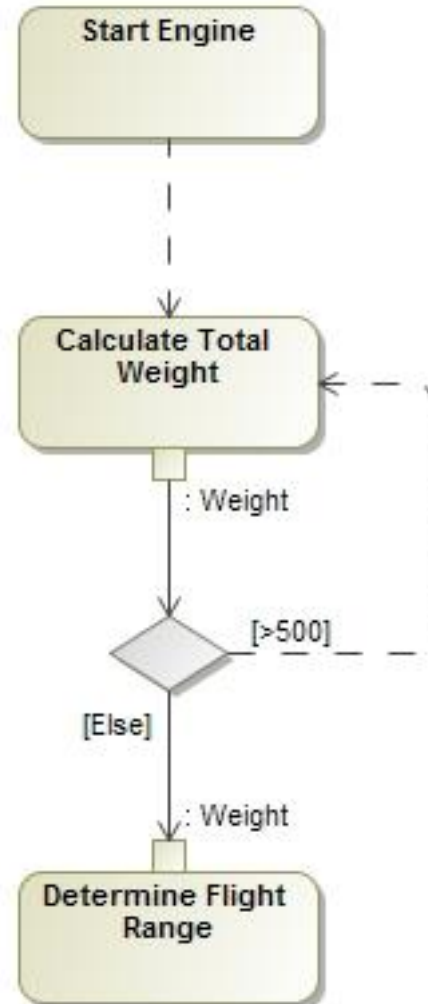 Start Engine
Calculate Total
Weight
: Weight
[>500]
[Else]
: Weight
Determine Flight
Range